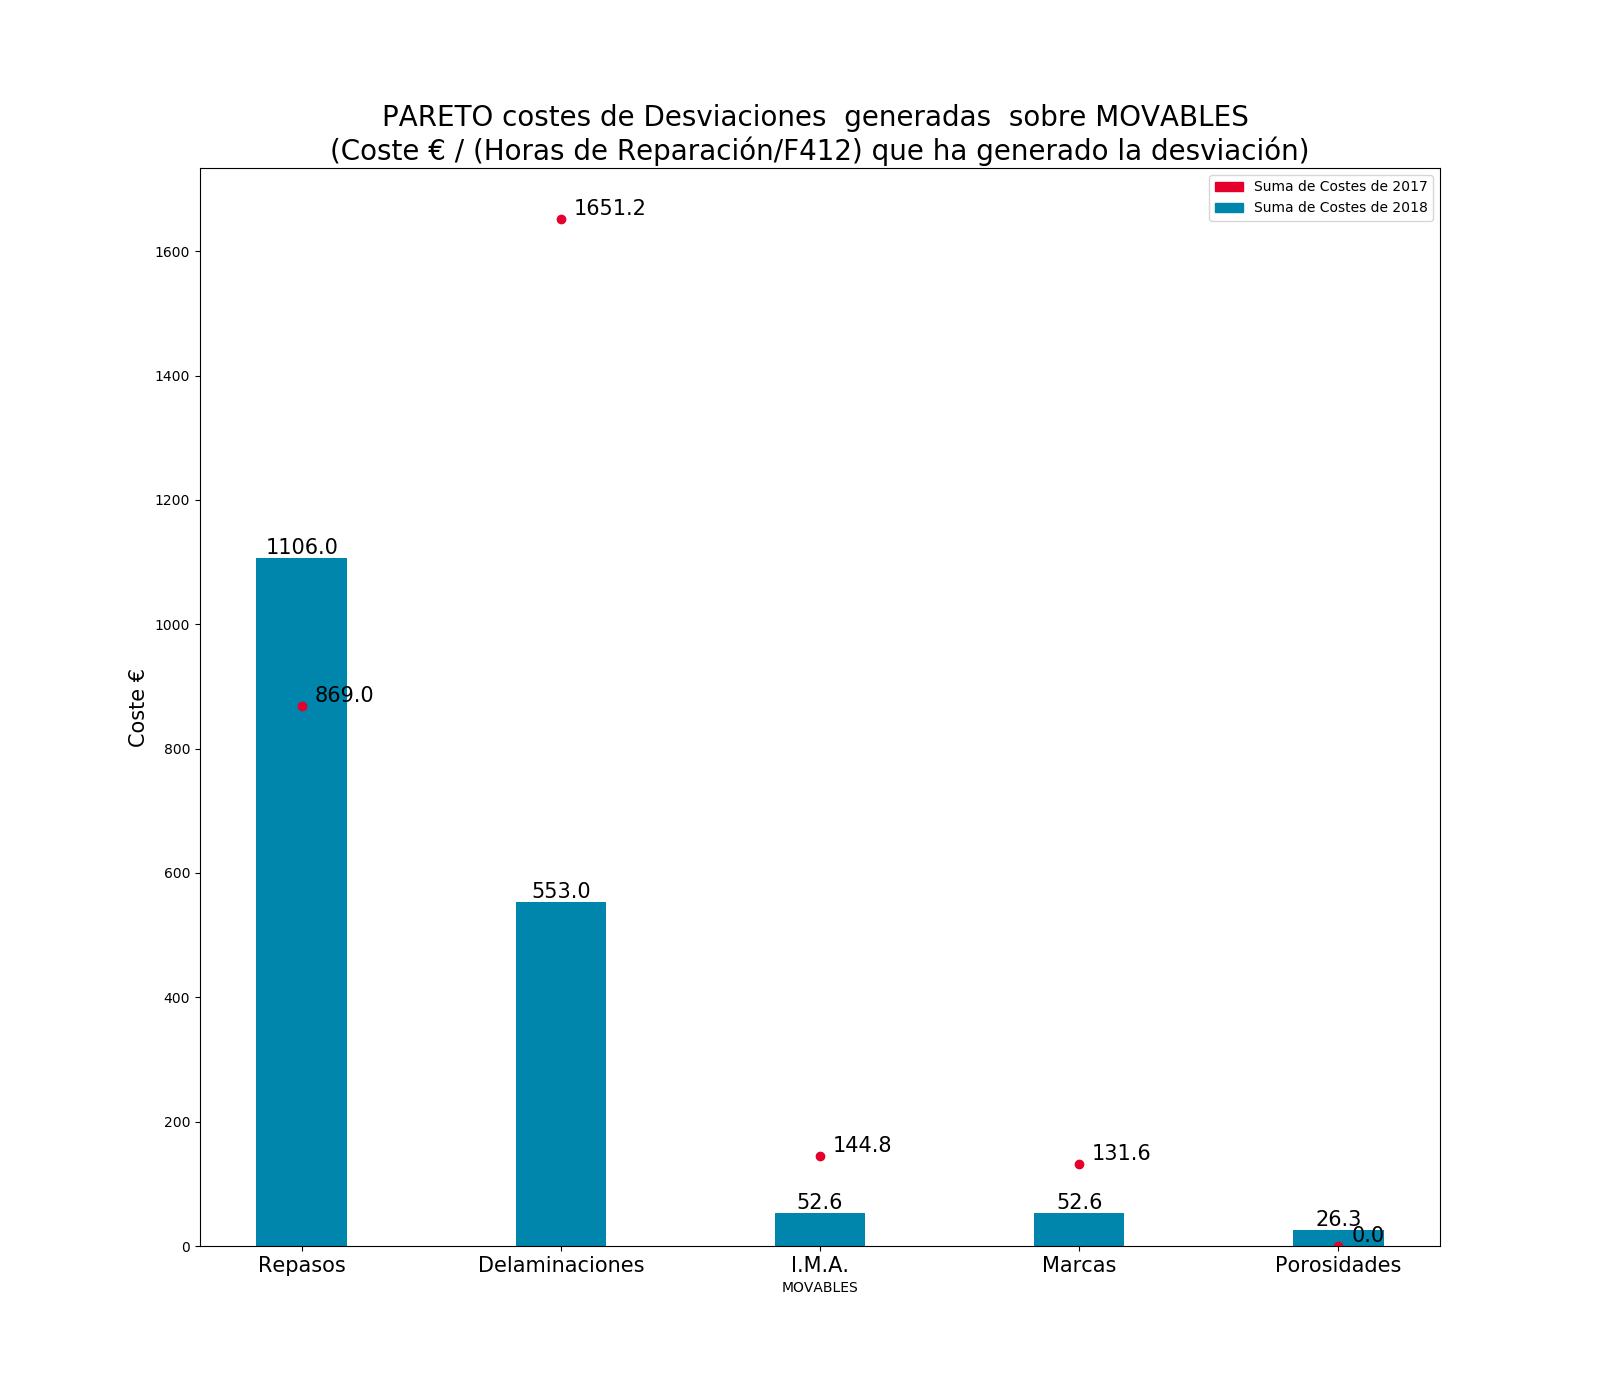 PARETO costes de Desviaciones  generadas  sobre MOVABLES
(Coste € / (Horas de Reparación/F412) que ha generado la desviación)
Suma de Costes de 2017
Suma de Costes de 2018
1651.2
1600
1400
1200
1106.0
1000
869.0
Coste €
800
600
553.0
400
200
144.8
131.6
52.6
52.6
26.3
0.0
0
Repasos
Delaminaciones
I.M.A.
Marcas
Porosidades
MOVABLES